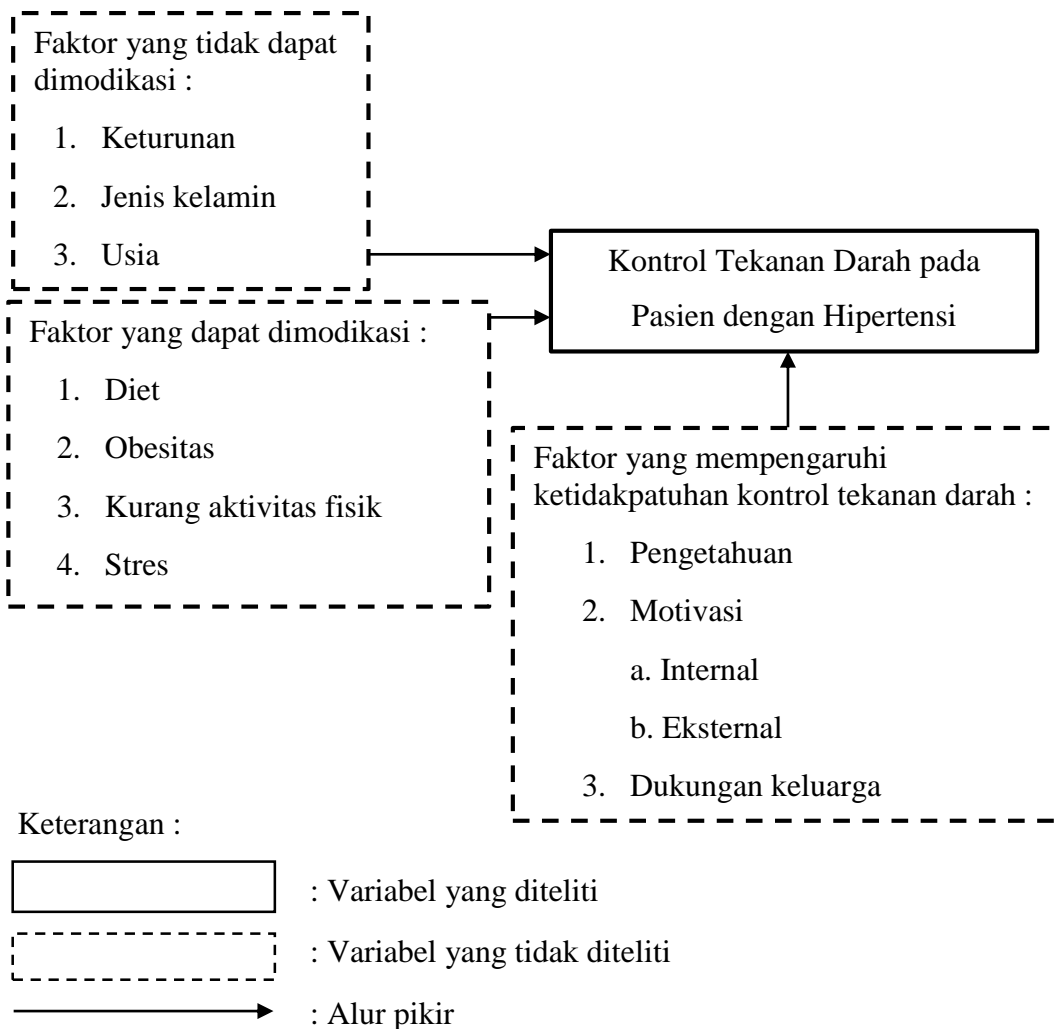 Faktor yang tidak dapat
dimodikasi :
1. Keturunan
2. Jenis kelamin
3. Usia
Kontrol Tekanan Darah pada
Pasien dengan Hipertensi
Faktor yang dapat dimodikasi :
1. Diet
2. Obesitas
3. Kurang aktivitas fisik
4. Stres
Faktor yang mempengaruhi
ketidakpatuhan kontrol tekanan darah :
1. Pengetahuan
2. Motivasi
a. Internal
b. Eksternal
3. Dukungan keluarga
Keterangan :
: Variabel yang diteliti
: Variabel yang tidak diteliti
: Alur pikir